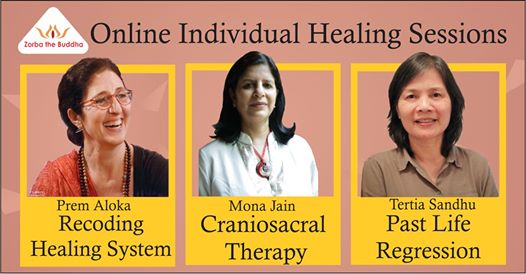 Zorba the Buddha
Online Individual Healing Sessions
Prem Aloka
Recoding
Healing System
Mona Jain
Craniosacral
Therapy
Tertia Sandhu
Past Life
Regression